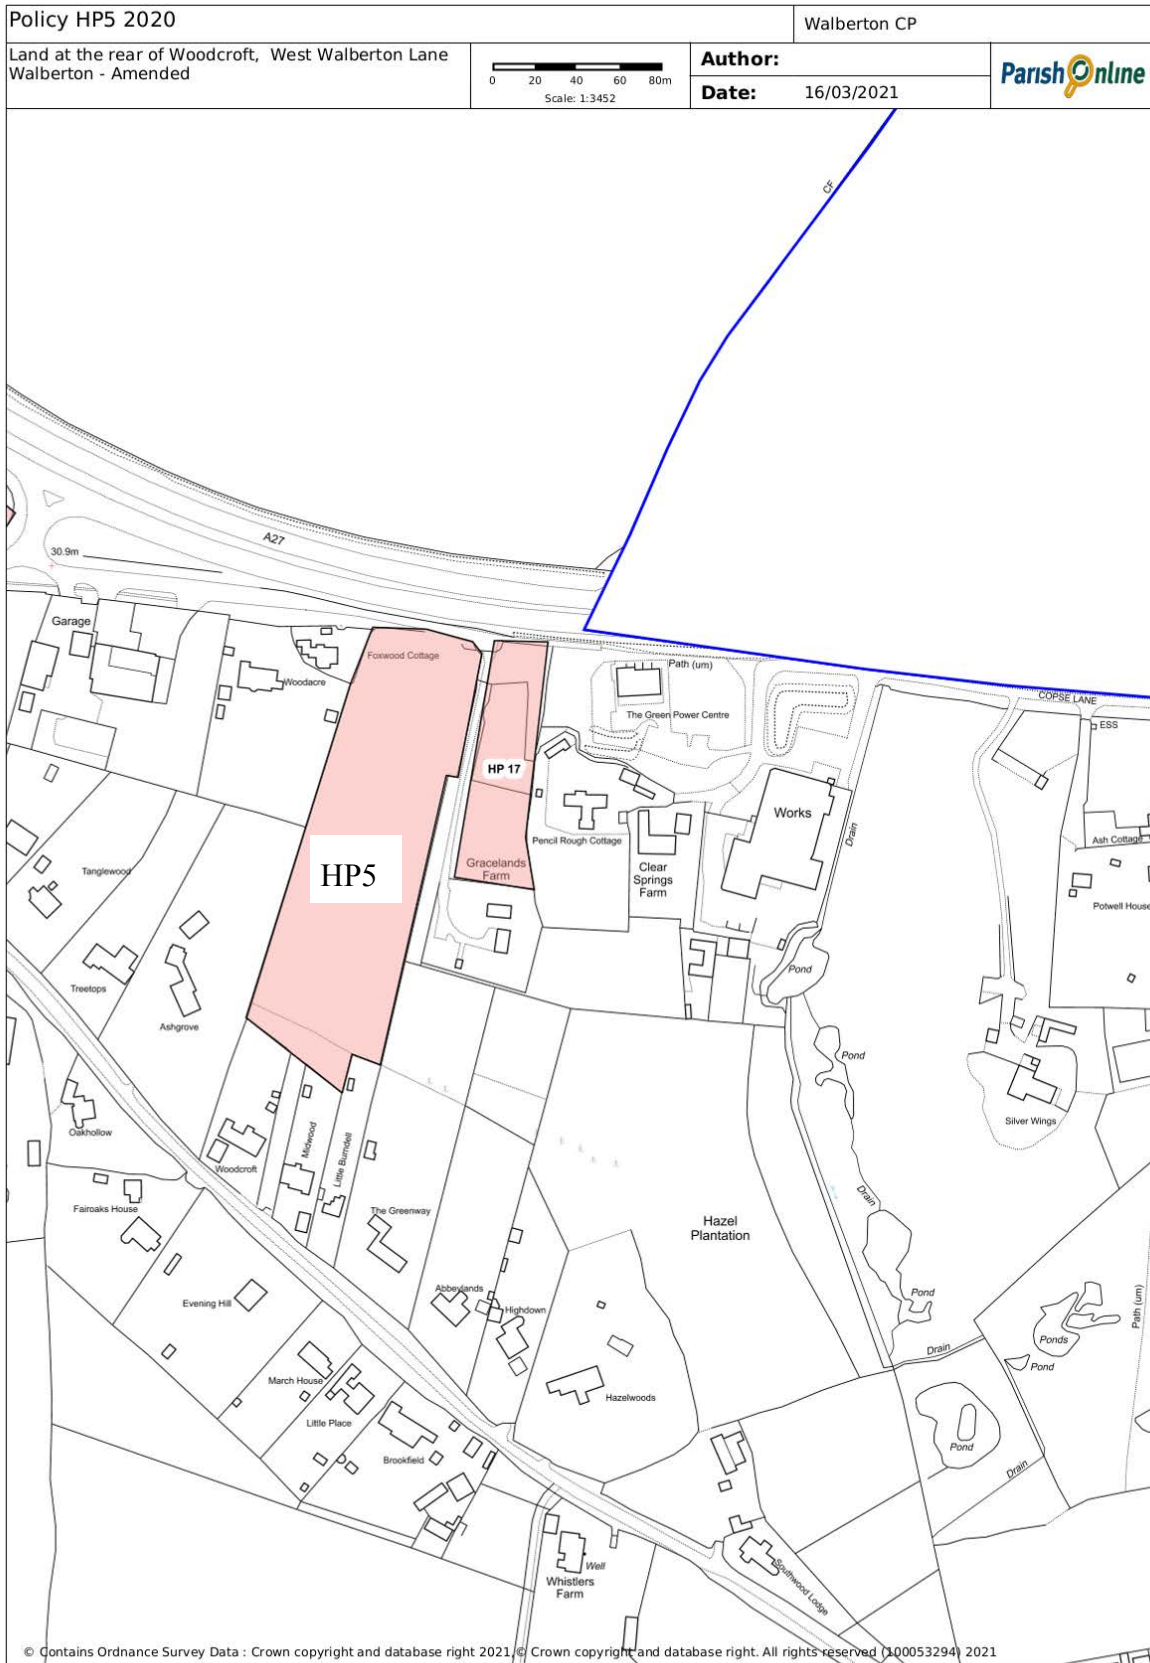 Policy HP5 2020
Walberton CP
Land at the rear of Woodcroft, West Walberton Lane
Walberton - Amended
0 20 40 60 80m
Scale: 1:3452
Author:
Date: 16/03/2021
Parish Online
CF
A27
30.9m
Garage
Foxwood Cottage
Woodacre
Path (um)
COPSE LANE
The Green Power Centre
ESS
HP 17
Works
Drain
Pencil Rough Cottage
Ash Cottage
Gracelands
Farm
Clear
Springs
Farm
HP5
Tanglewood
Potwell House
Treetops
Pond
Ashgrove
Pond
Silver Wings
Oakhollow
Midwood
Little Burndell
Woodcroft
Drain
Fairoaks House
The Greenway
Hazel
Plantation
Abbeylands
Pond
Path (um)
Evening Hill
Highdown
Ponds
Drain
Pond
March House
Hazelwoods
Little Place
Brookfield
Pond
Drain
Well
Whistlers
Farm
Southwood Lodge
© Contains Ordnance Survey Data : Crown copyright and database right 2021,© Crown copyright and database right. All rights reserved (100053294) 2021